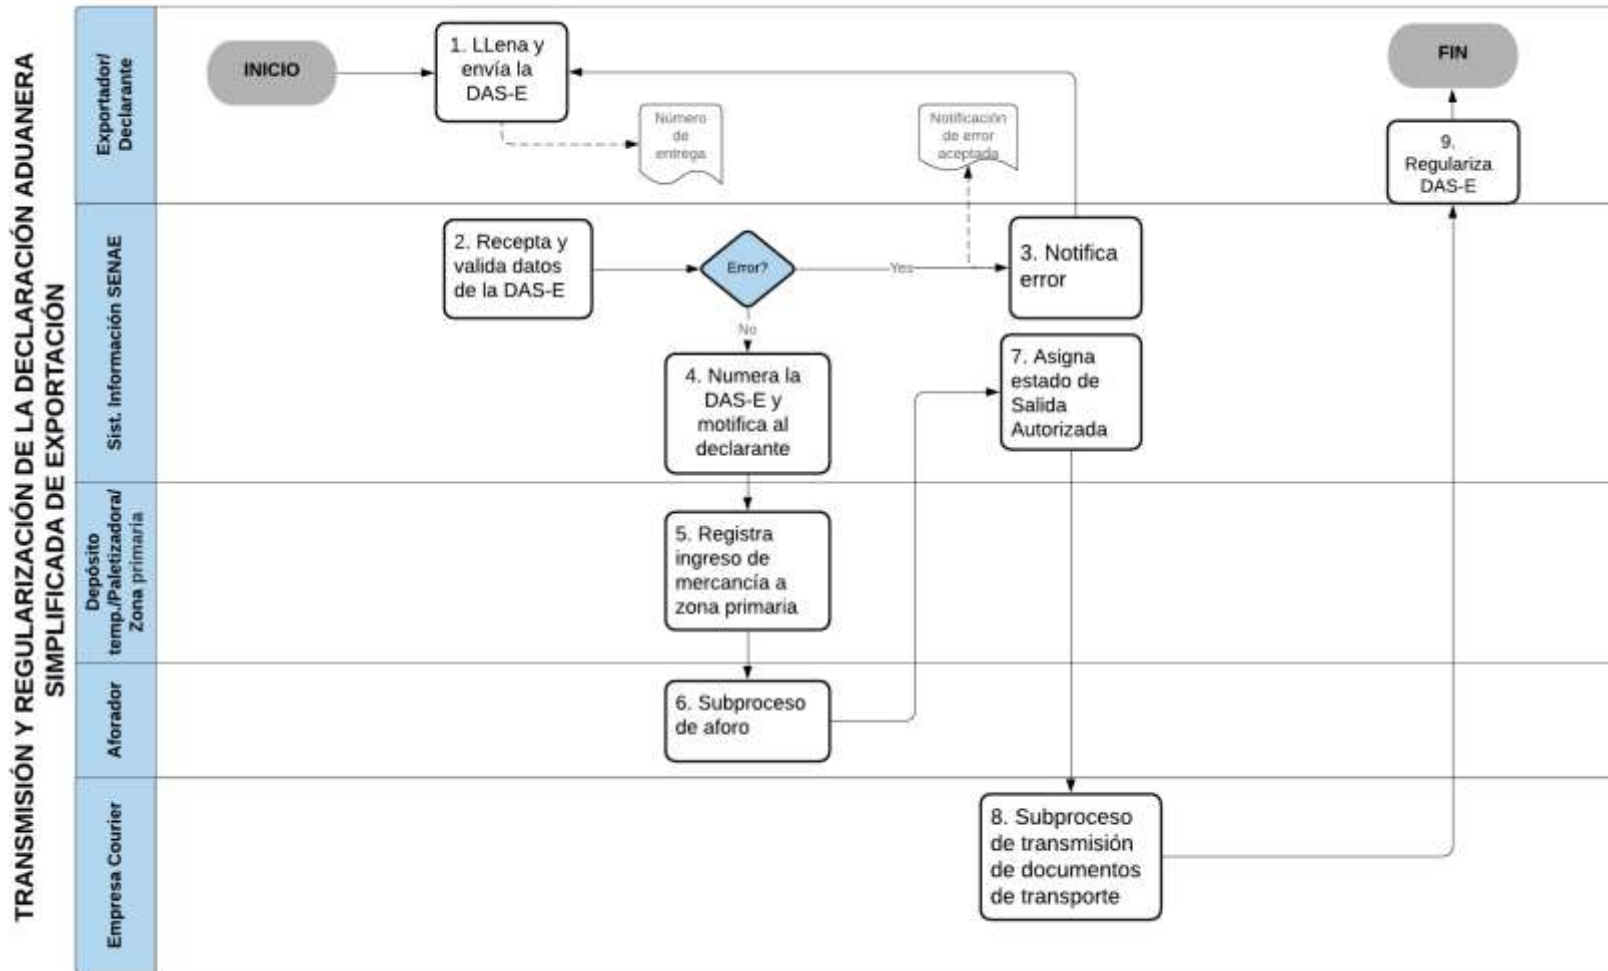 TRANSMISIÓN Y REGULARIZACIÓN DE LA DECLARACIÓN ADUANERA
SIMPLIFICADA DE EXPORTACIÓN
Exportador/
Declarante
INICIO
1. LLena y
envía la
DAS-E
Número
de
entrega
Notificación
de error
aceptada
FIN
9.
Regulariza
DAS-E
Sist. Información SENAE
2. Recepta y
valida datos
de la DAS-E
Error?
Yes
3. Notifica
error
No
4. Numera la
DAS-E y
motifica al
declarante
7. Asigna
estado de
Salida
Autorizada
Depósito
temp./Paletizadora/
Zona primaria
5. Registra
ingreso de
mercancía a
zona primaria
Aforador
6. Subproceso
de aforo
Empresa Courier
8. Subproceso
de transmisión
de documentos
de transporte